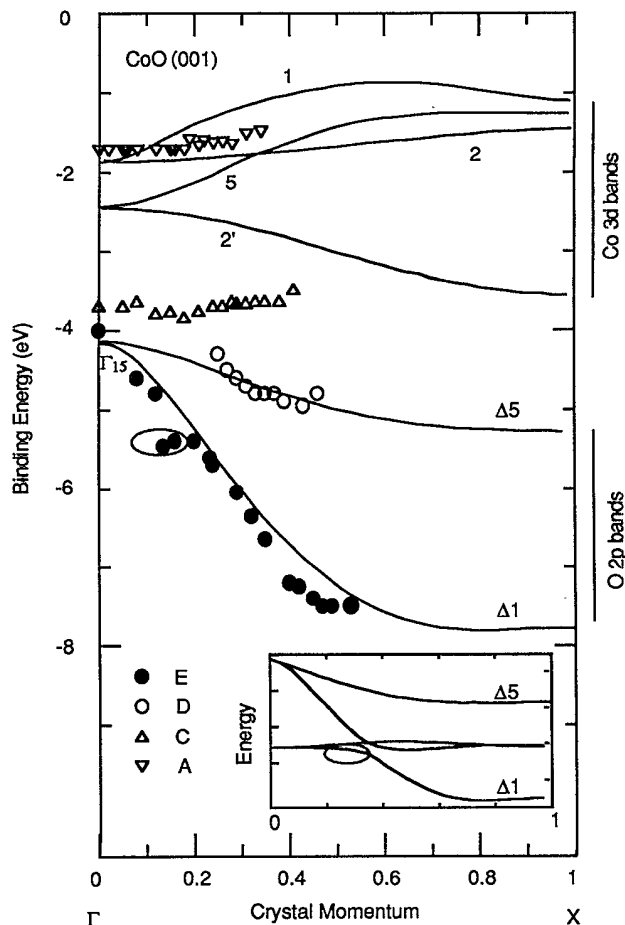 0
CoO (001)
1
2
5
-2
2'
Co 3d bands
-4
Γ15
Binding Energy (eV)
Δ5
-6
O 2p bands
Δ1
-8
E
D
C
A
Δ5
Energy
Δ1
0
1
0
0.2
0.4
0.6
0.8
1
Γ
Crystal Momentum
X